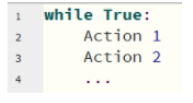 1 while True:
2     Action 1
3     Action 2
4     ...